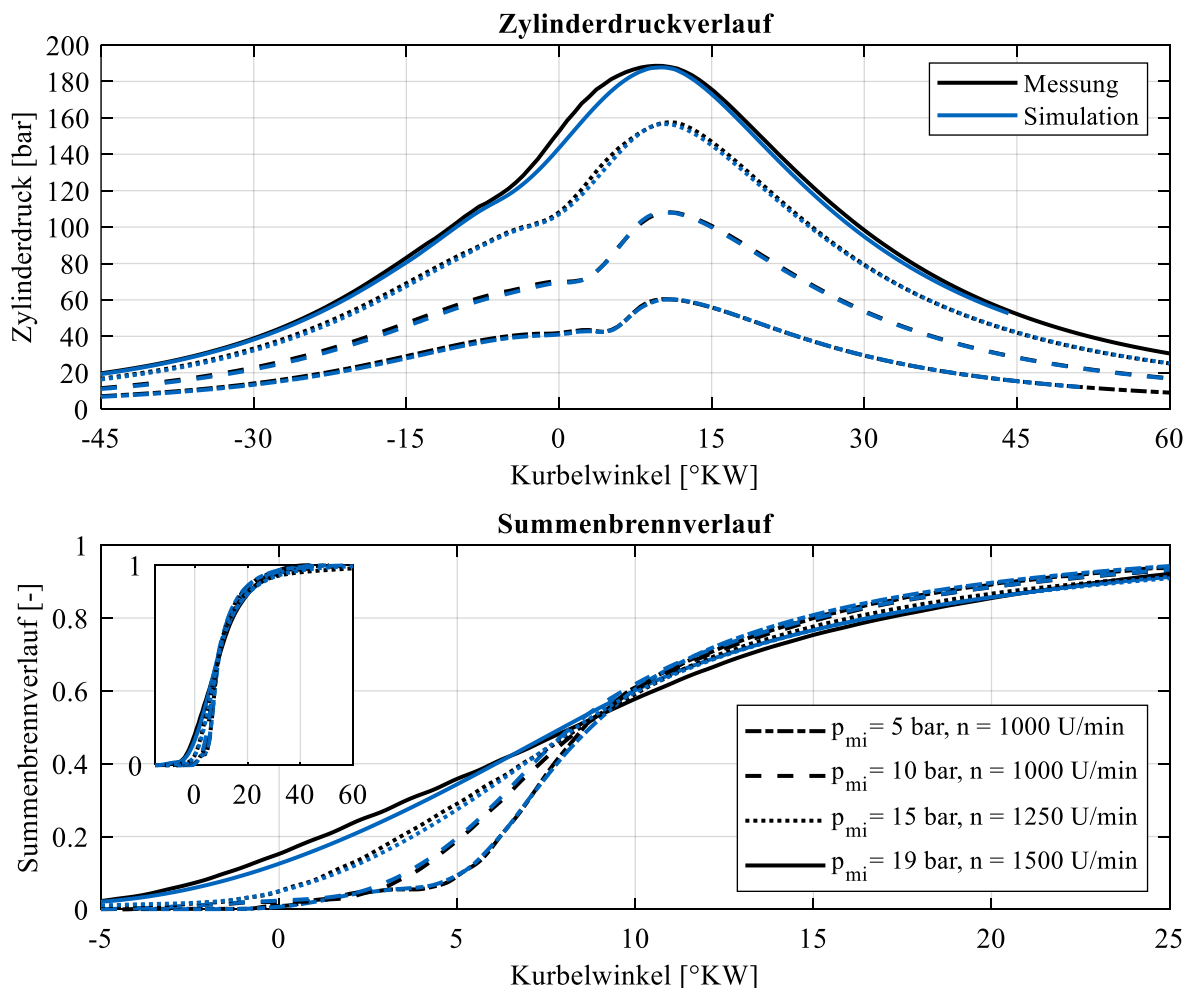 Zylinderdruckverlauf
Zylinderdruck [bar]
200
180
160
140
120
100
80
60
40
20
0
Messung
Simulation
-45 -30 -15 0 15 30 45 60
Kurbelwinkel [°KW]
Summenbrennverlauf
Summenbrennverlauf [-]
1
0.8
0.6
0.4
0.2
0
1
0
0 20 40 60
p_mi = 5 bar, n = 1000 U/min
p_mi = 10 bar, n = 1000 U/min
p_mi = 15 bar, n = 1250 U/min
p_mi = 19 bar, n = 1500 U/min
-5 0 5 10 15 20 25
Kurbelwinkel [°KW]